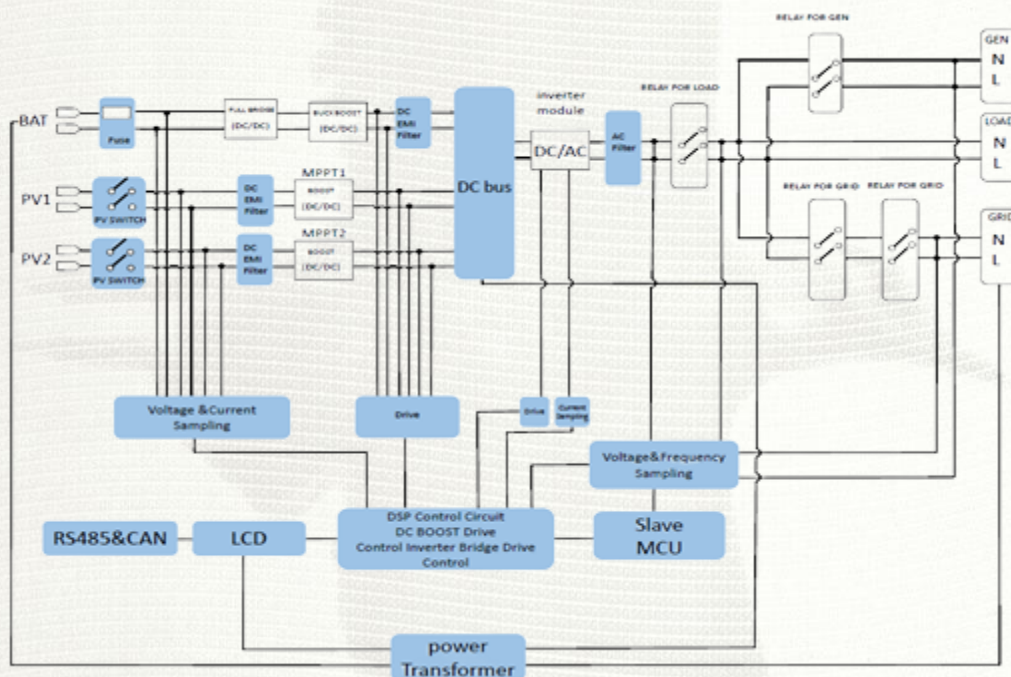 RELAY FOR GEN
GEN
N
L
BAT
Fuse
FULL BRIDGE
(DC/DC)
BUCK BOOST
(DC/DC)
DC
EMI
Filter
DC bus
inverter
module
DC/AC
AC
Filter
RELAY FOR LOAD
LOAD
N
L
PV1
PV SWITCH
DC
EMI
Filter
MPPT1
BOOST
(DC/DC)
RELAY FOR GRID
RELAY FOR GRID
GRID
N
L
PV2
PV SWITCH
DC
EMI
Filter
MPPT2
BOOST
(DC/DC)
Voltage &Current
Sampling
Drive
Drive
Current
Sampling
Voltage&Frequency
Sampling
RS485&CAN
LCD
DSP Control Circuit
DC BOOST Drive
Control Inverter Bridge Drive
Control
Slave
MCU
power
Transformer